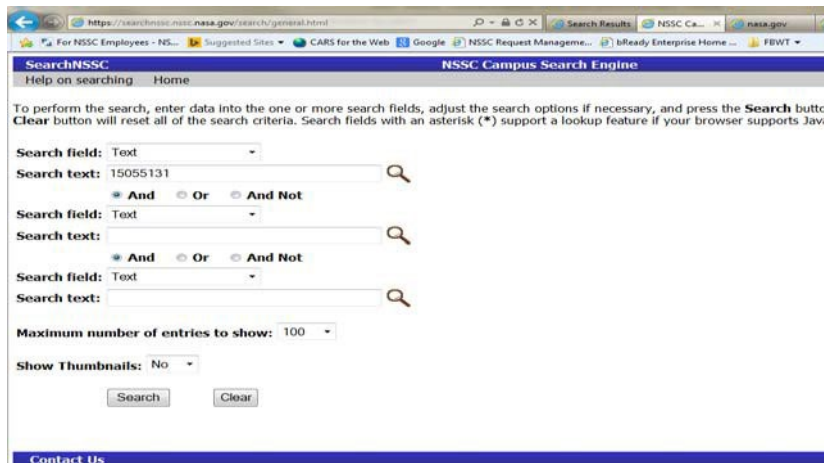 https://searchnssc.nssc.nasa.gov/search/general.html
Search Results
NSSC Ca...
nasa.gov
For NSSC Employees - NS...
Suggested Sites
CARS for the Web
Google
NSSC Request Manageme...
bReady Enterprise Home ...
FBWT
SearchNSSC NSSC Campus Search Engine
Help on searching Home
To perform the search, enter data into the one or more search fields, adjust the search options if necessary, and press the Search butto
Clear button will reset all of the search criteria. Search fields with an asterisk (*) support a lookup feature if your browser supports Jav
Search field: Text
Search text: 15055131
And Or And Not
Search field: Text
Search text:
And Or And Not
Search field: Text
Search text:
Maximum number of entries to show: 100
Show Thumbnails: No
Search Clear
Contact Us